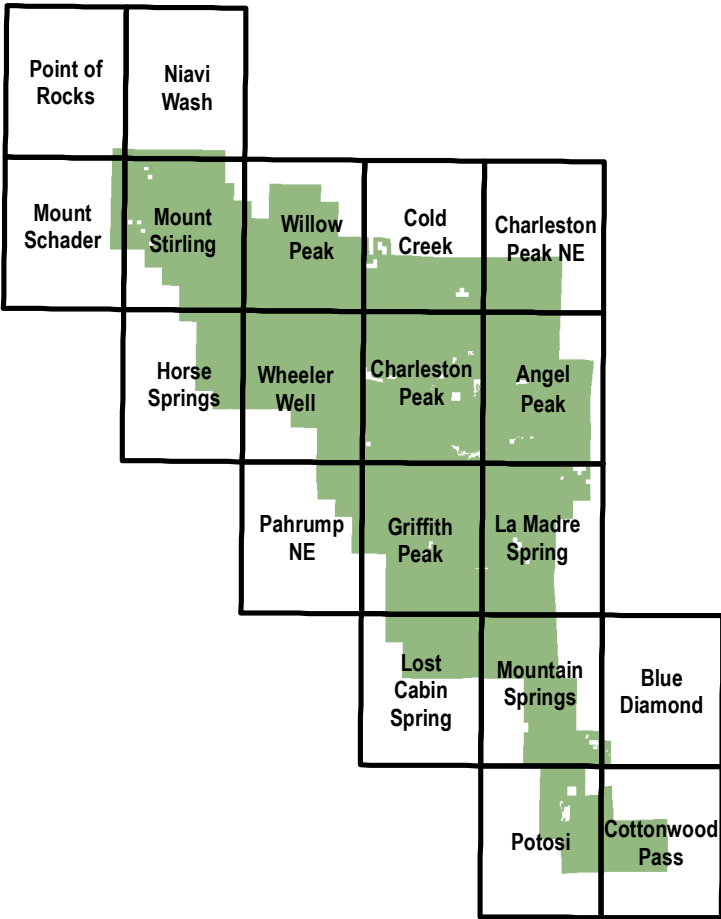 Point of
Rocks
Niavi
Wash
Mount
Schader
Mount
Stirling
Willow
Peak
Cold
Creek
Charleston
Peak NE
Horse
Springs
Wheeler
Well
Charleston
Peak
Angel
Peak
Pahrump
NE
Griffith
Peak
La Madre
Spring
Lost
Cabin
Spring
Mountain
Springs
Blue
Diamond
Potosi
Cottonwood
Pass